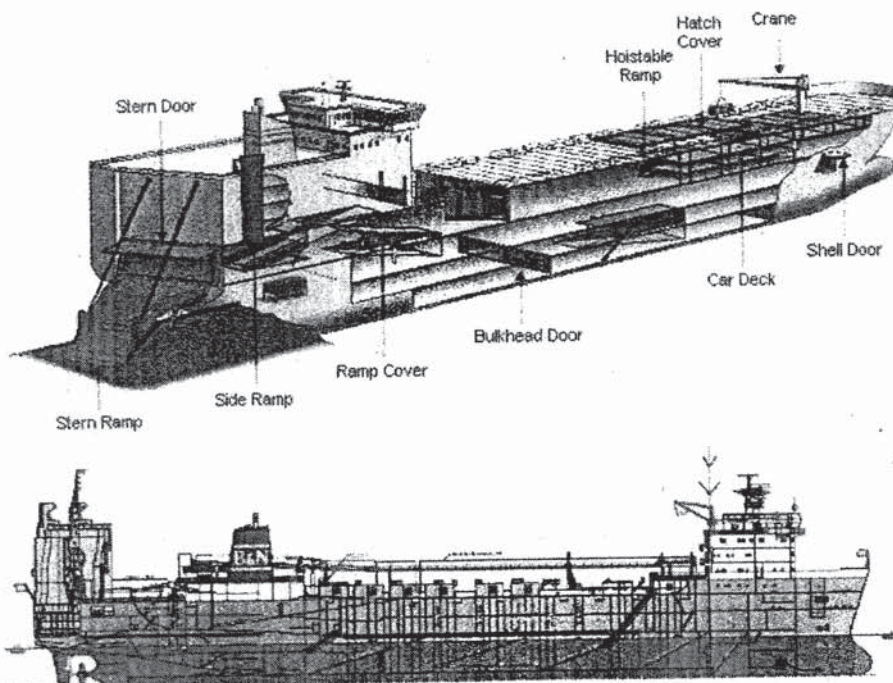 Hatch
Cover
Crane
Hoistable
Ramp
Stern Door
Shell Door
Car Deck
Bulkhead Door
Ramp Cover
Side Ramp
Stern Ramp
B&N